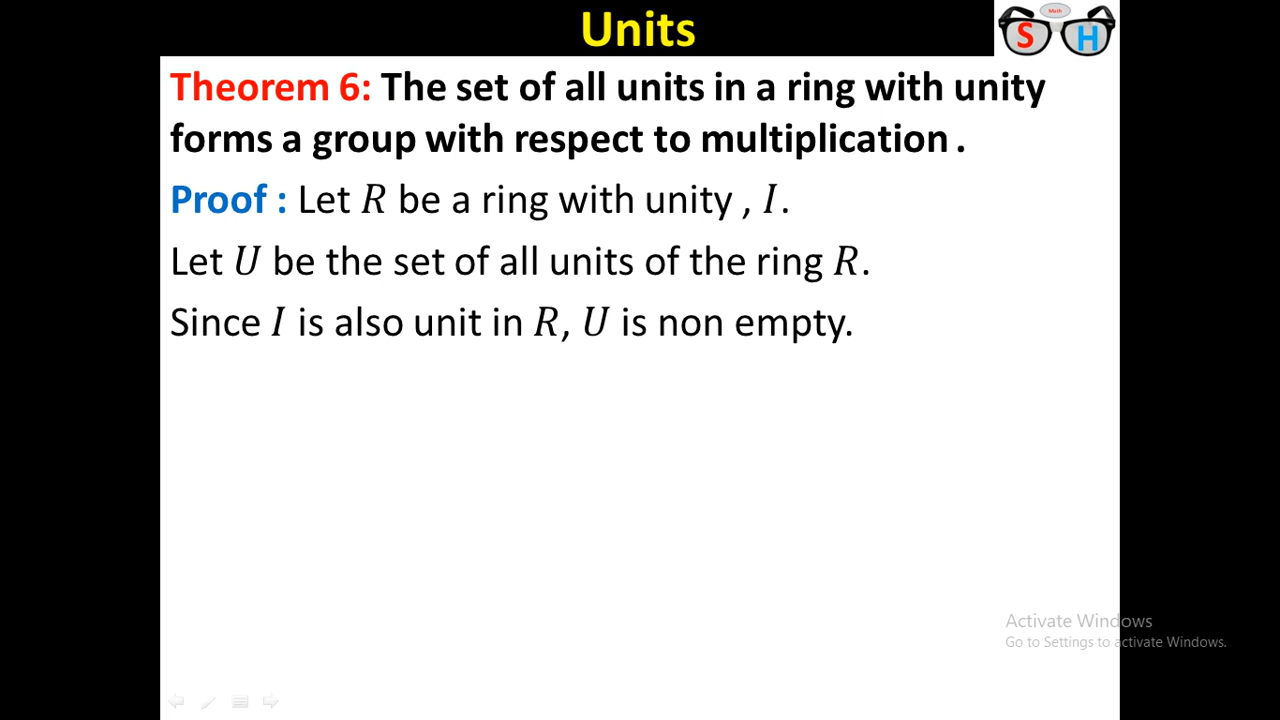 Units
Math
S H
Theorem 6: The set of all units in a ring with unity
forms a group with respect to multiplication .
Proof : Let R be a ring with unity , I.
Let U be the set of all units of the ring R.
Since I is also unit in R, U is non empty.
Activate Windows
Go to Settings to activate Windows.